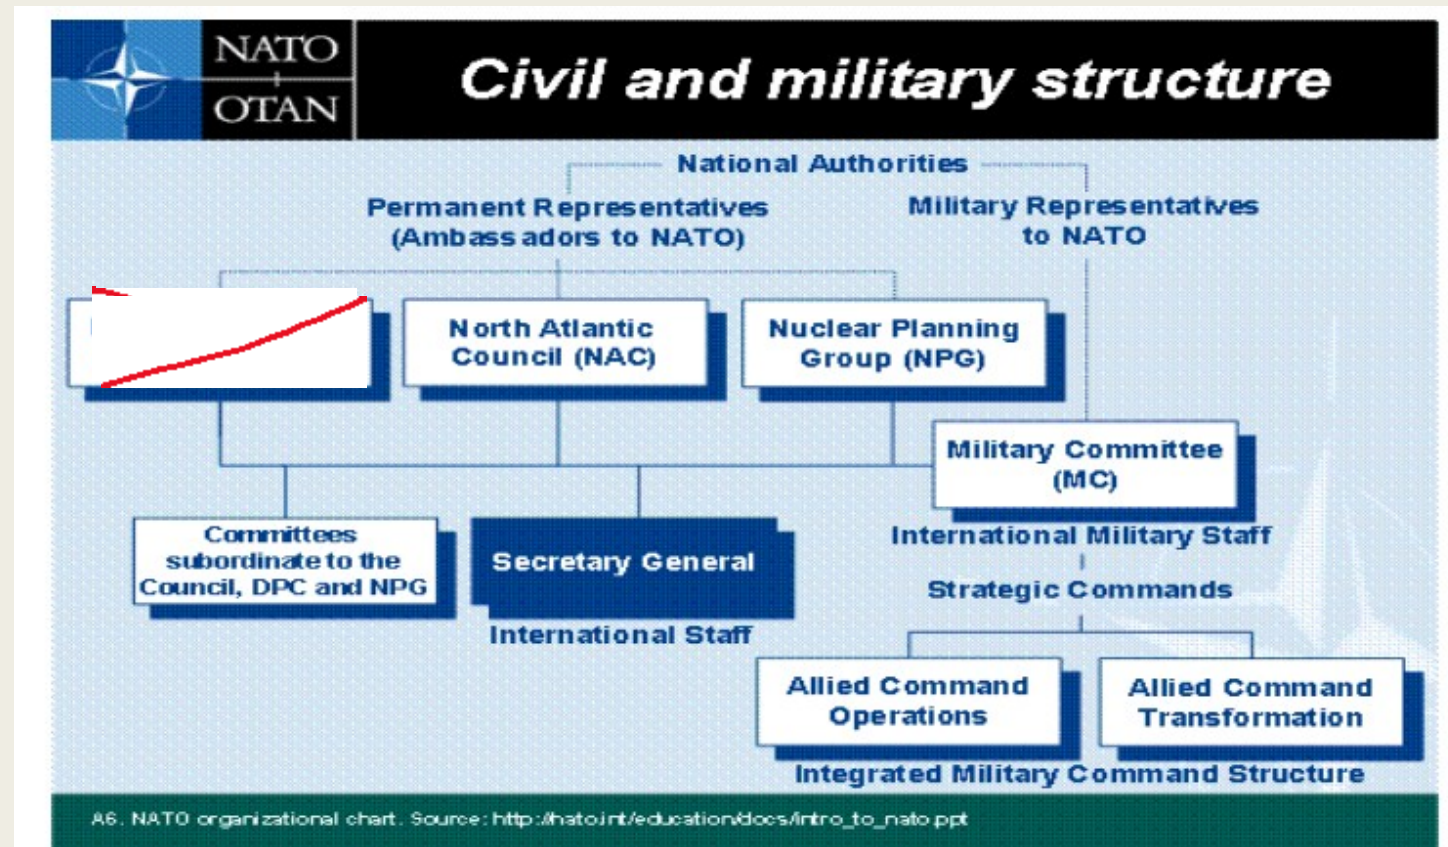 NATO
OTAN
Civil and military structure
National Authorities
Permanent Representatives
(Ambassadors to NATO)
Military Representatives
to NATO
North Atlantic
Council (NAC)
Nuclear Planning
Group (NPG)
Military Committee
(MC)
International Military Staff
Committees
subordinate to the
Council, DPC and NPG
Secretary General
International Staff
Strategic Commands
Allied Command
Operations
Allied Command
Transformation
Integrated Military Command Structure
A6. NATO organizational chart. Source: http://nato.int/education/docs/intro_to_nato.ppt